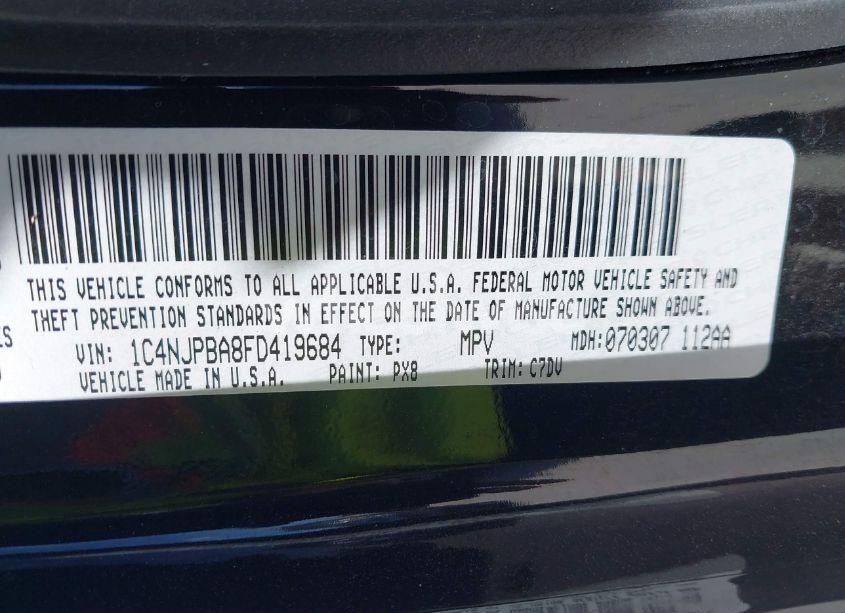 THIS VEHICLE CONFORMS TO ALL APPLICABLE U.S.A. FEDERAL MOTOR VEHICLE SAFETY AND
THEFT PREVENTION STANDARDS IN EFFECT ON THE DATE OF MANUFACTURE SHOWN ABOVE.
VIN: 1C4NJPBA8FD419684 TYPE: MPV MDH:070307 112AA
VEHICLE MADE IN U.S.A. PAINT: PX8 TRIM: C7DV